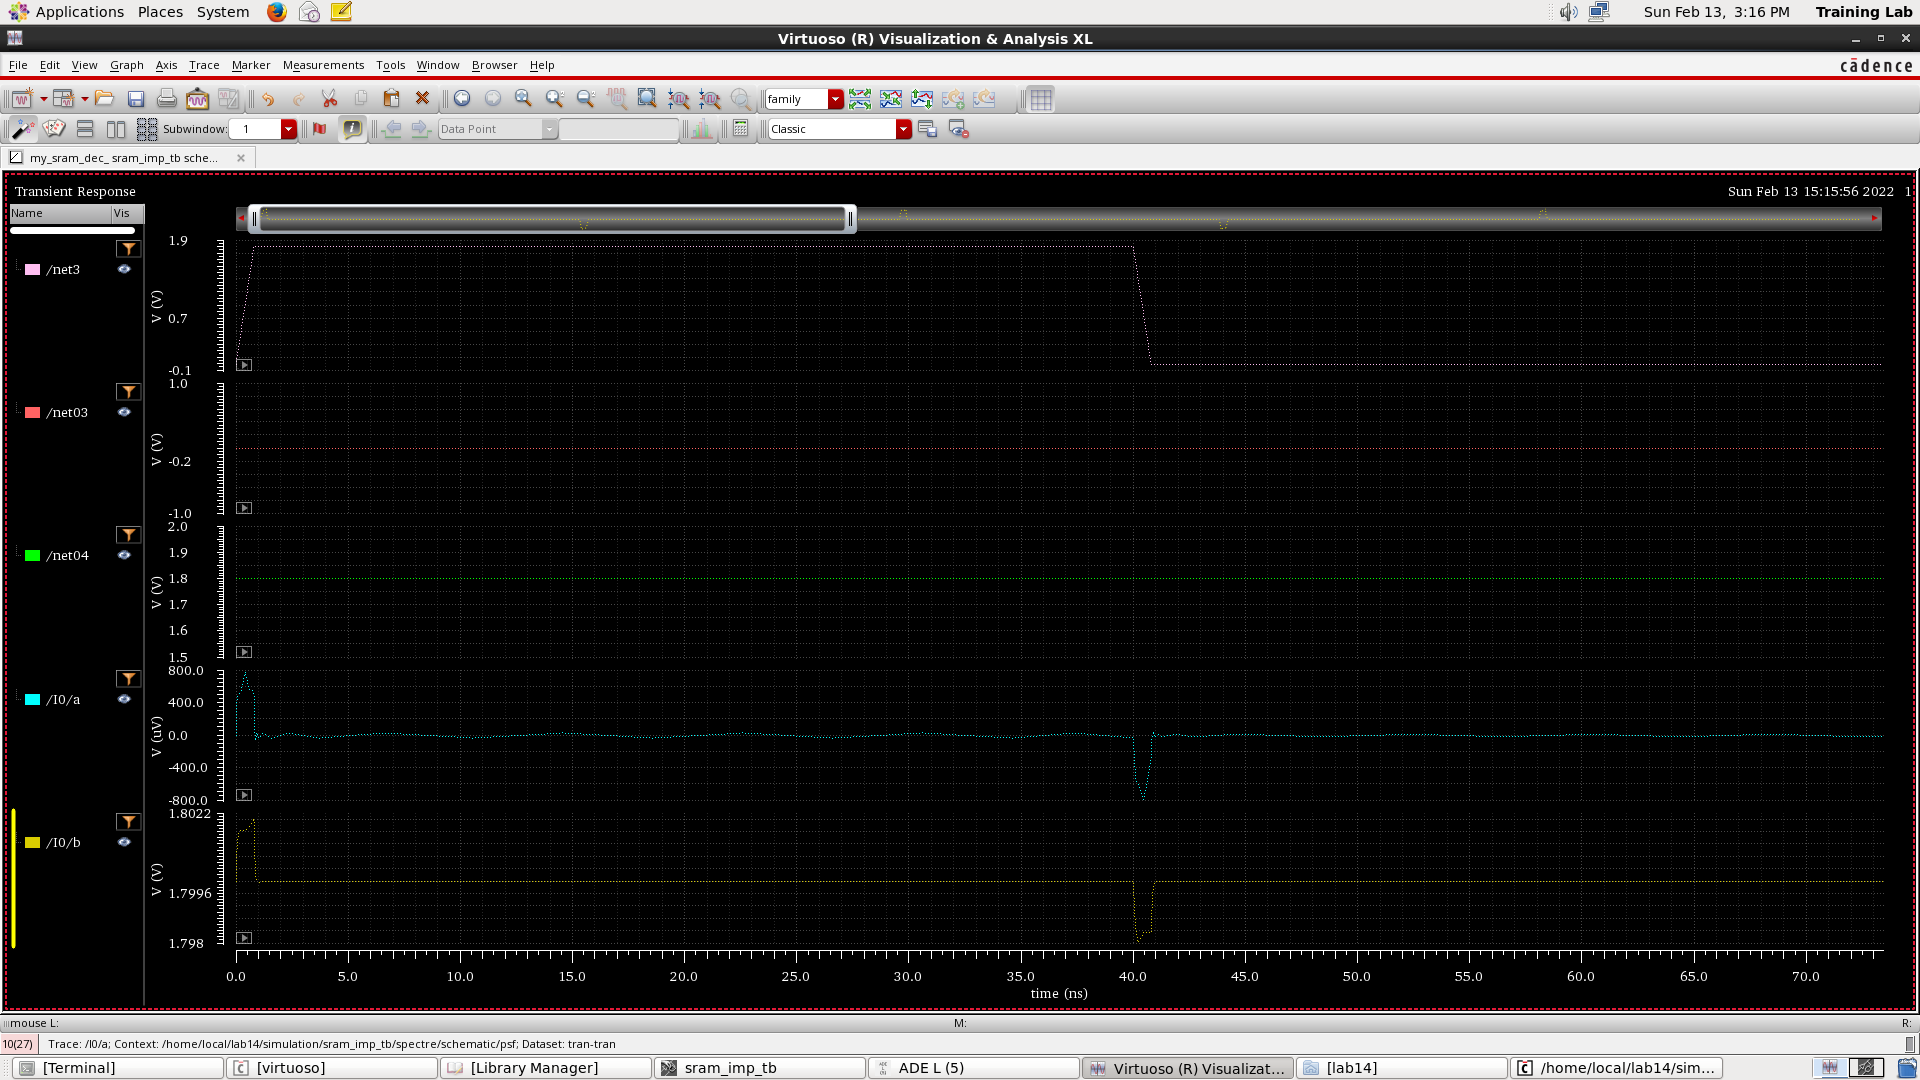 Applications Places System Sun Feb 13, 3:16 PM Training Lab
Virtuoso (R) Visualization & Analysis XL
File Edit View Graph Axis Trace Marker Measurements Tools Window Browser Help cādence
family
Subwindow: 1 Data Point Classic
my_sram_dec_ sram_imp_tb sche...
Transient Response Sun Feb 13 15:15:56 2022 1
Name Vis
/net3
V (V)
1.9
0.7
-0.1
/net03
V (V)
1.0
-0.2
-1.0
/net04
V (V)
2.0
1.9
1.8
1.7
1.6
1.5
/I0/a
V (uV)
800.0
400.0
0.0
-400.0
-800.0
/I0/b
V (V)
1.8022
1.7996
1.798
0.0 5.0 10.0 15.0 20.0 25.0 30.0 35.0 40.0 45.0 50.0 55.0 60.0 65.0 70.0
time (ns)
mouse L: M: R:
10(27) Trace: /I0/a; Context: /home/local/lab14/simulation/sram_imp_tb/spectre/schematic/psf; Dataset: tran-tran
[Terminal] [virtuoso] [Library Manager] sram_imp_tb ADE L (5) Virtuoso (R) Visualizat... [lab14] /home/local/lab14/sim...